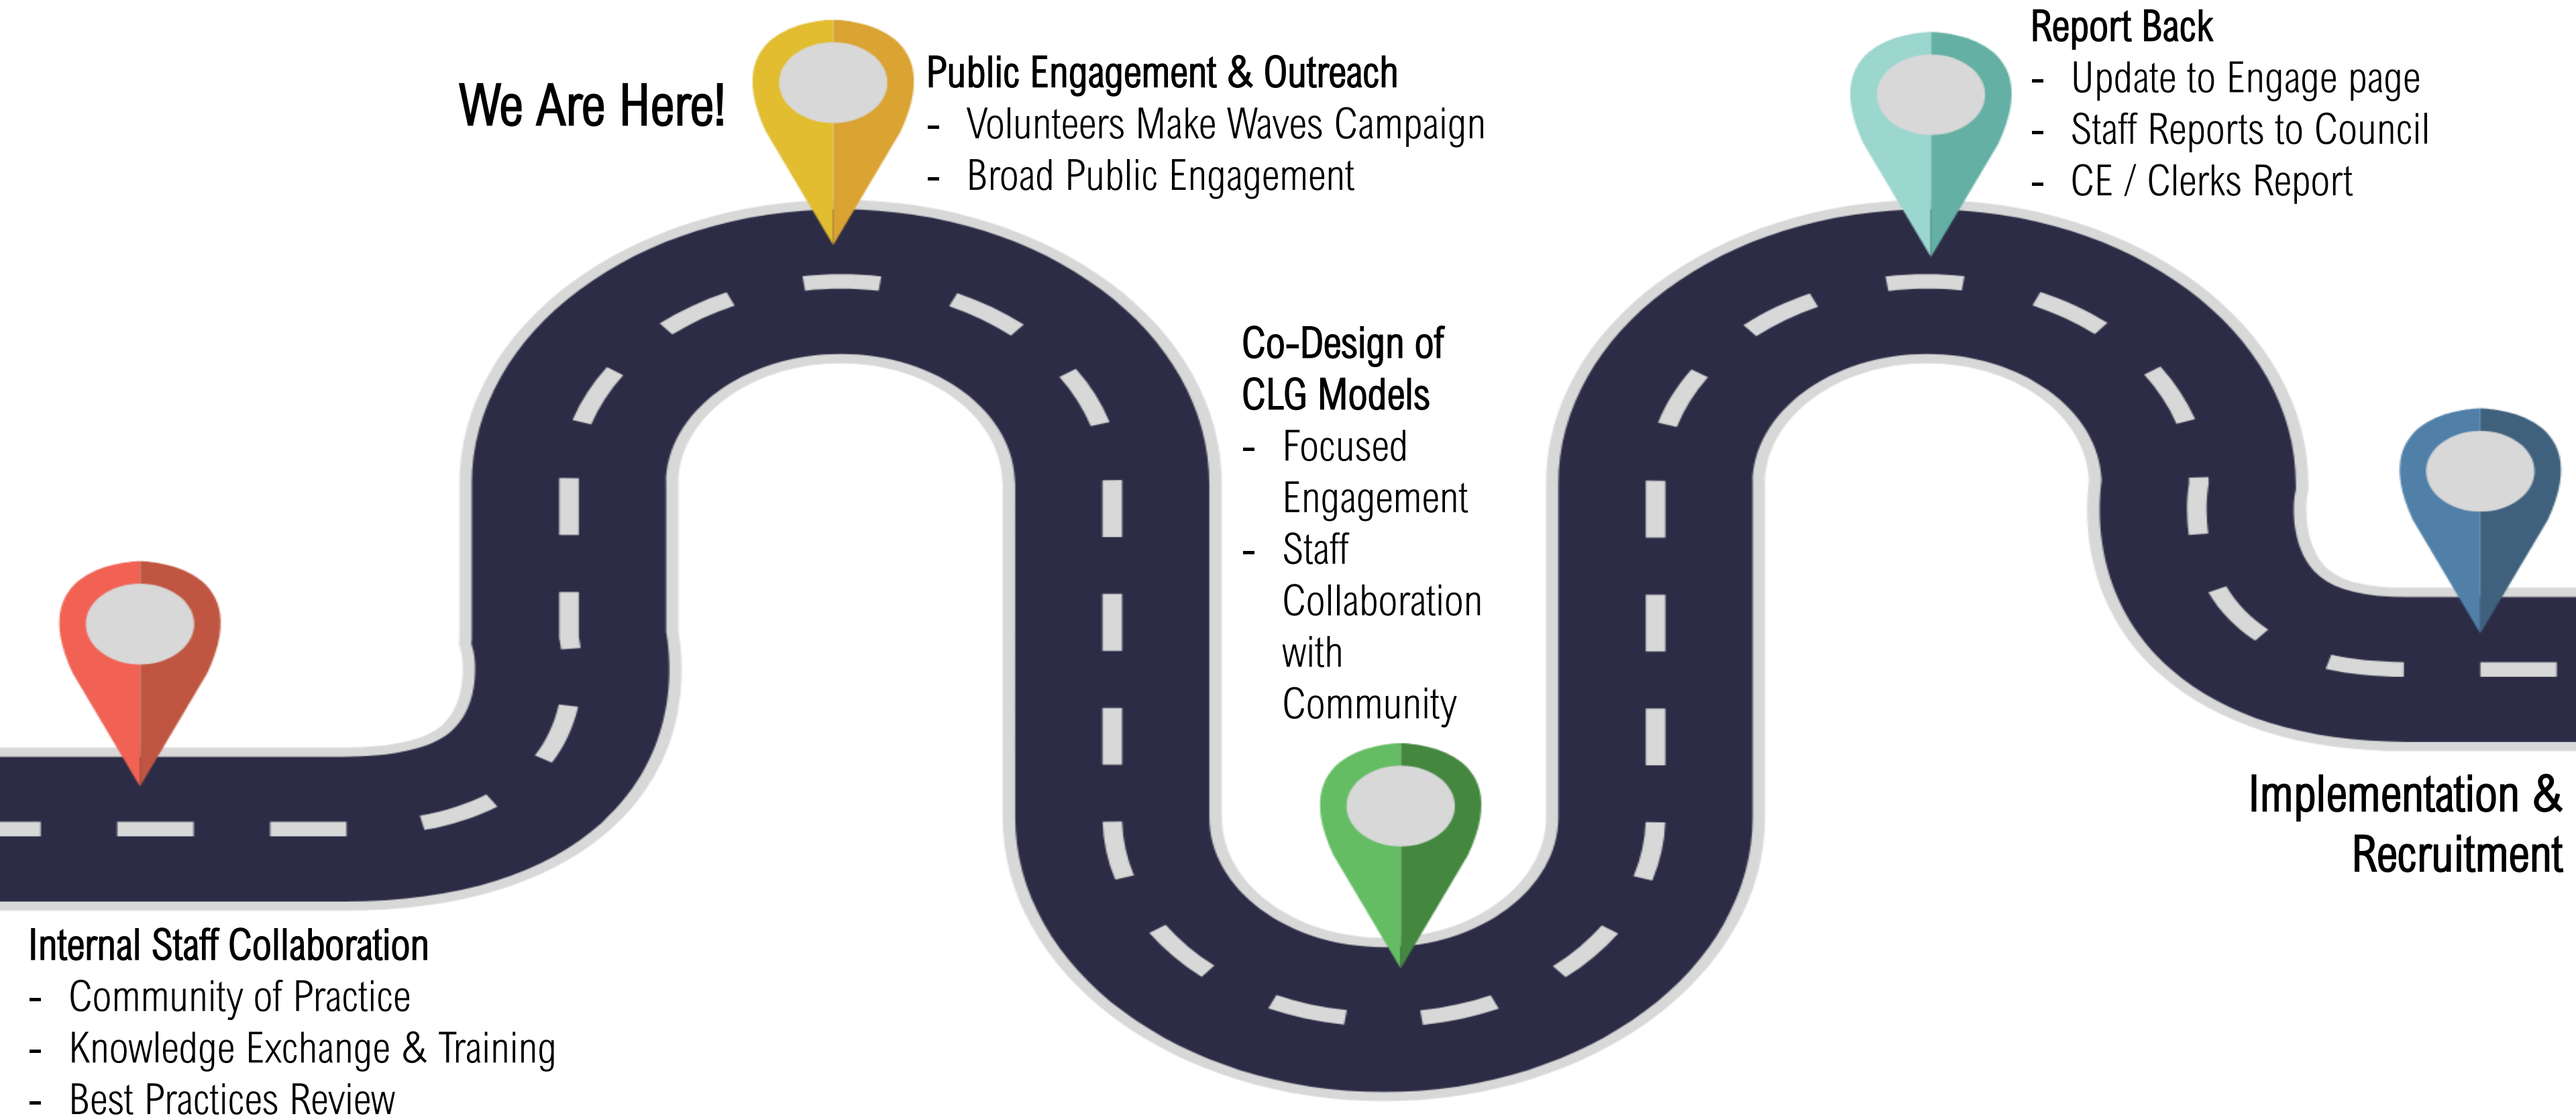 We Are Here!
Public Engagement & Outreach
- Volunteers Make Waves Campaign
- Broad Public Engagement
Report Back
- Update to Engage page
- Staff Reports to Council
- CE / Clerks Report
Co-Design of
CLG Models
- Focused
Engagement
- Staff
Collaboration
with
Community
Implementation &
Recruitment
Internal Staff Collaboration
- Community of Practice
- Knowledge Exchange & Training
- Best Practices Review